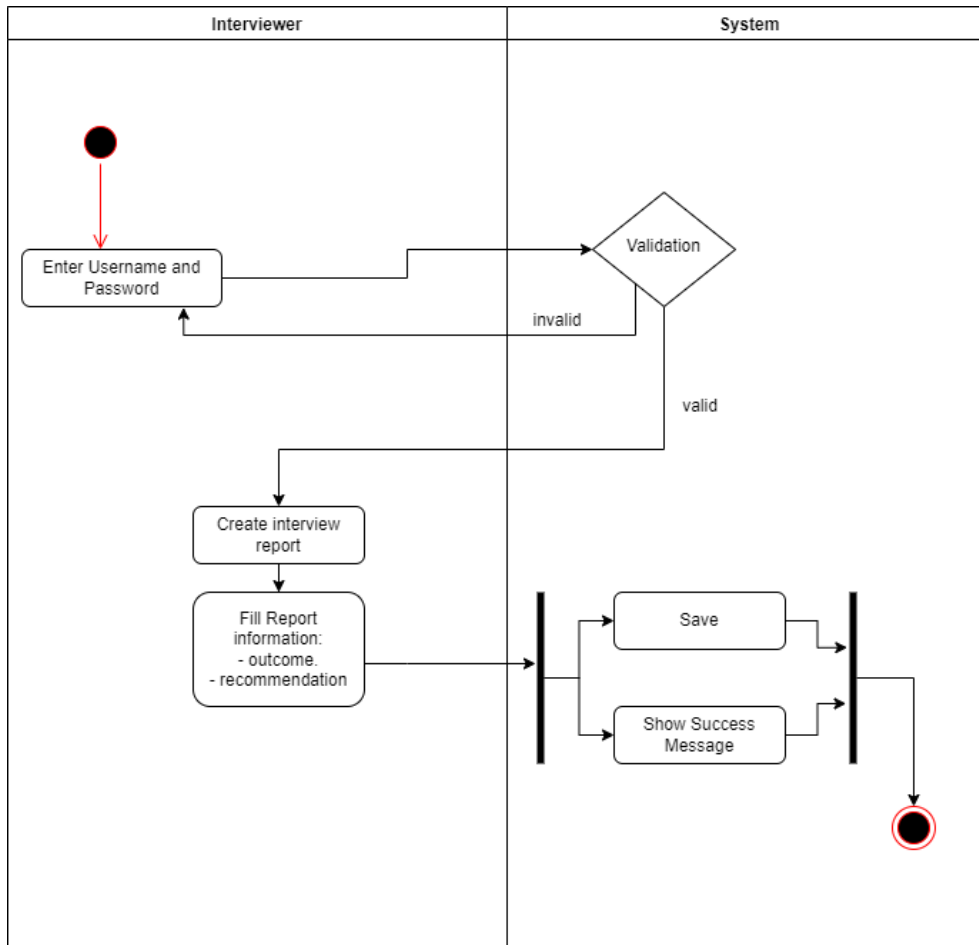 Interviewer
System
Enter Username and
Password
Validation
invalid
valid
Create interview
report
Fill Report
information:
- outcome.
- recommendation
Save
Show Success
Message